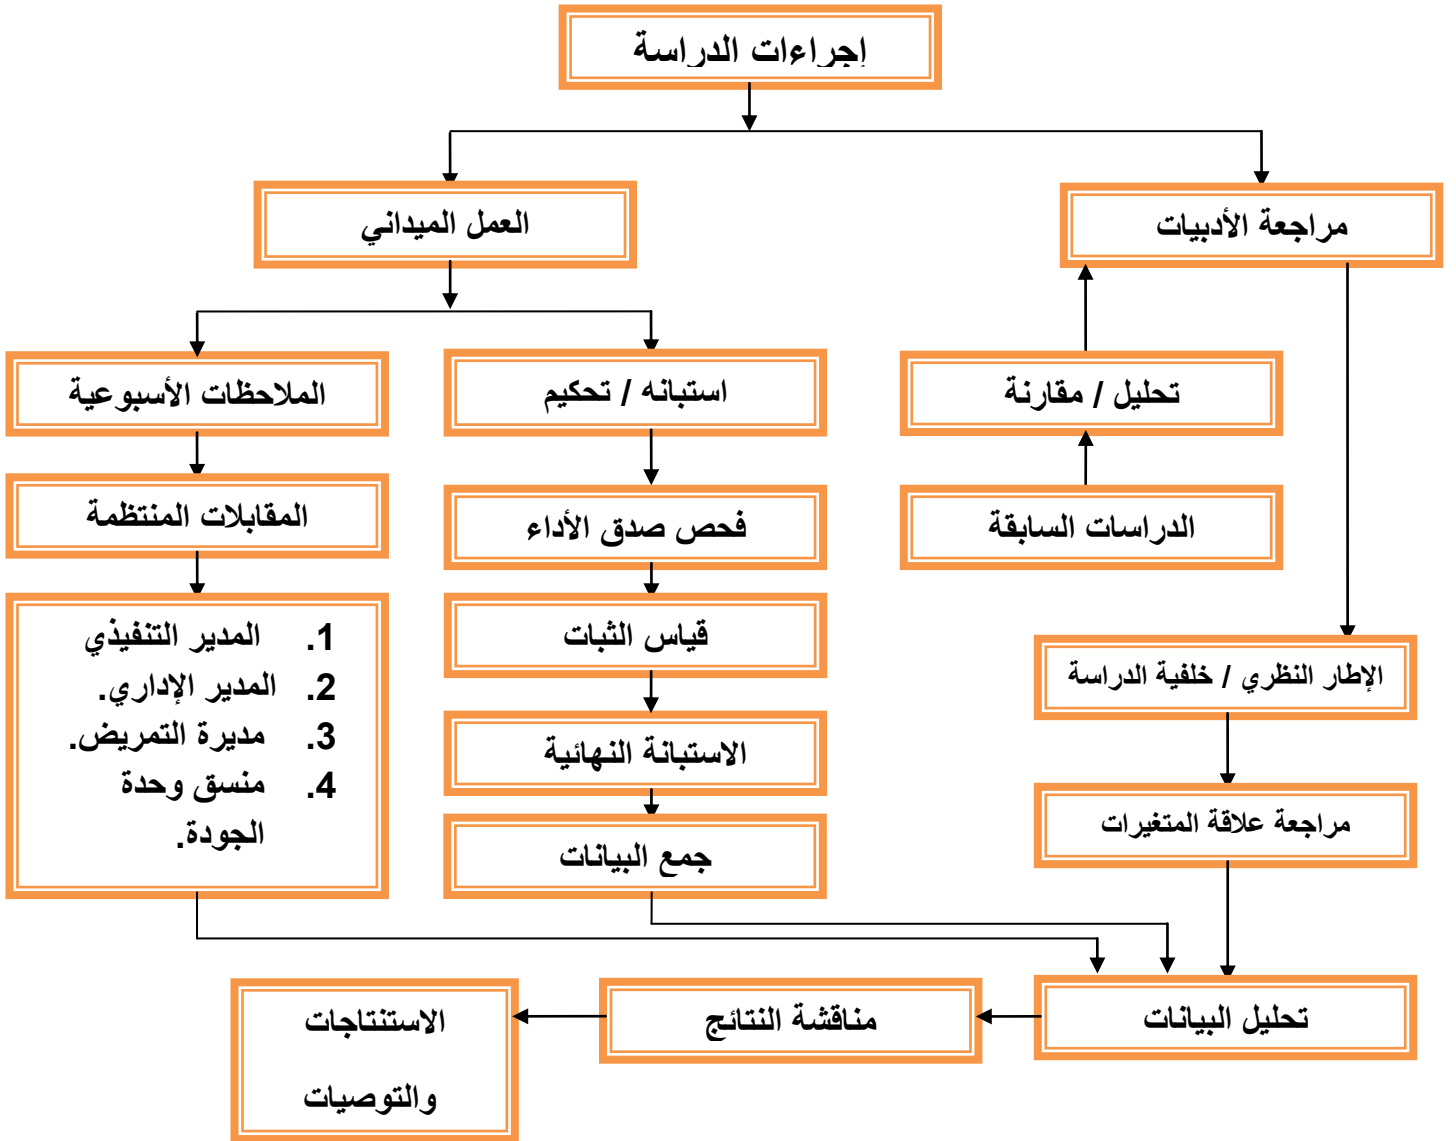 إجراءات الدراسة
مراجعة الأدبيات
العمل الميداني
تحليل / مقارنة
استبانه / تحكيم
الملاحظات الأسبوعية
الدراسات السابقة
فحص صدق الأداء
المقابلات المنتظمة
1. المدير التنفيذي
2. المدير الإداري.
3. مديرة التمريض.
4. منسق وحدة
الجودة.
قياس الثبات
الإطار النظري / خلفية الدراسة
الاستبانة النهائية
مراجعة علاقة المتغيرات
جمع البيانات
تحليل البيانات
مناقشة النتائج
الاستنتاجات
والتوصيات